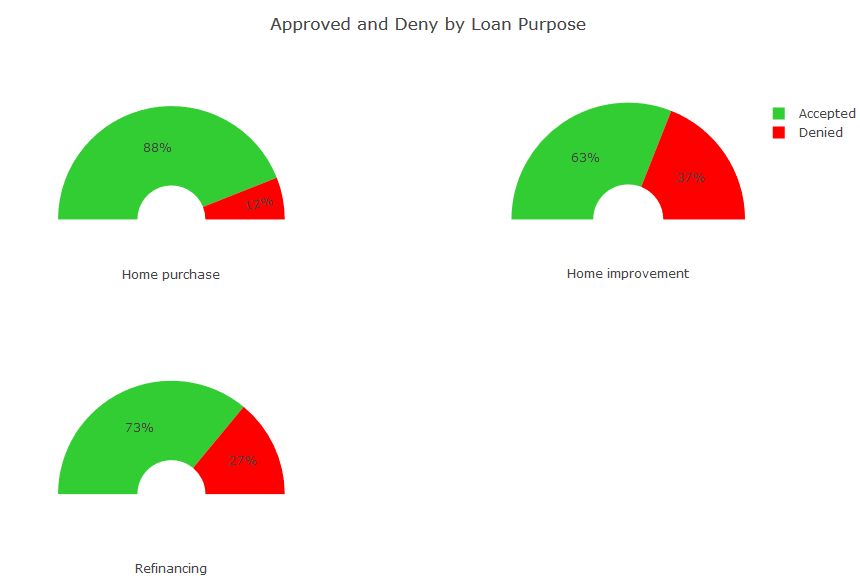 Approved and Deny by Loan Purpose
88%
12%
Home purchase
63%
37%
Home improvement
Accepted
Denied
73%
27%
Refinancing